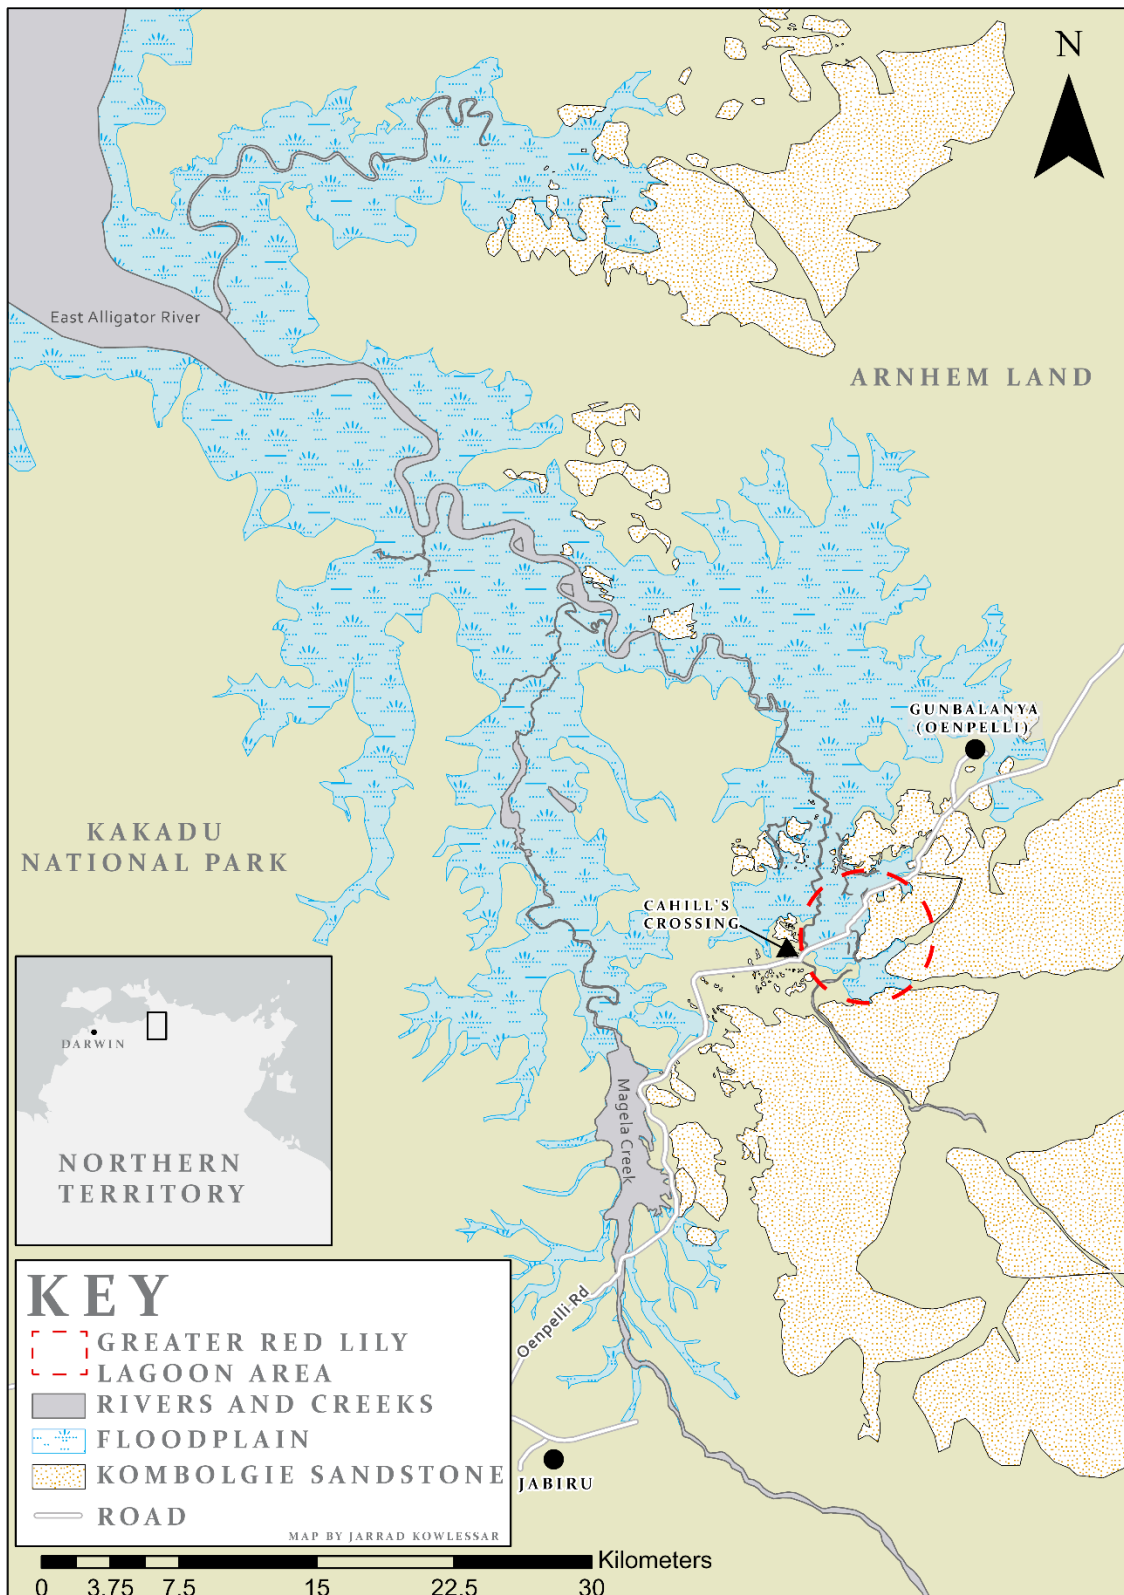 N
East Alligator River
ARNHEM LAND
GUNBALANYA
(OENPELLI)
KAKADU
NATIONAL PARK
CAHILL'S
CROSSING
DARWIN
NORTHERN
TERRITORY
Magela Creek
Oenpelli Rd
JABIRU
KEY
GREATER RED LILY
LAGOON AREA
RIVERS AND CREEKS
FLOODPLAIN
KOMBOLGIE SANDSTONE
ROAD
MAP BY JARRAD KOWLESSAR
Kilometers
0 3.75 7.5 15 22.5 30